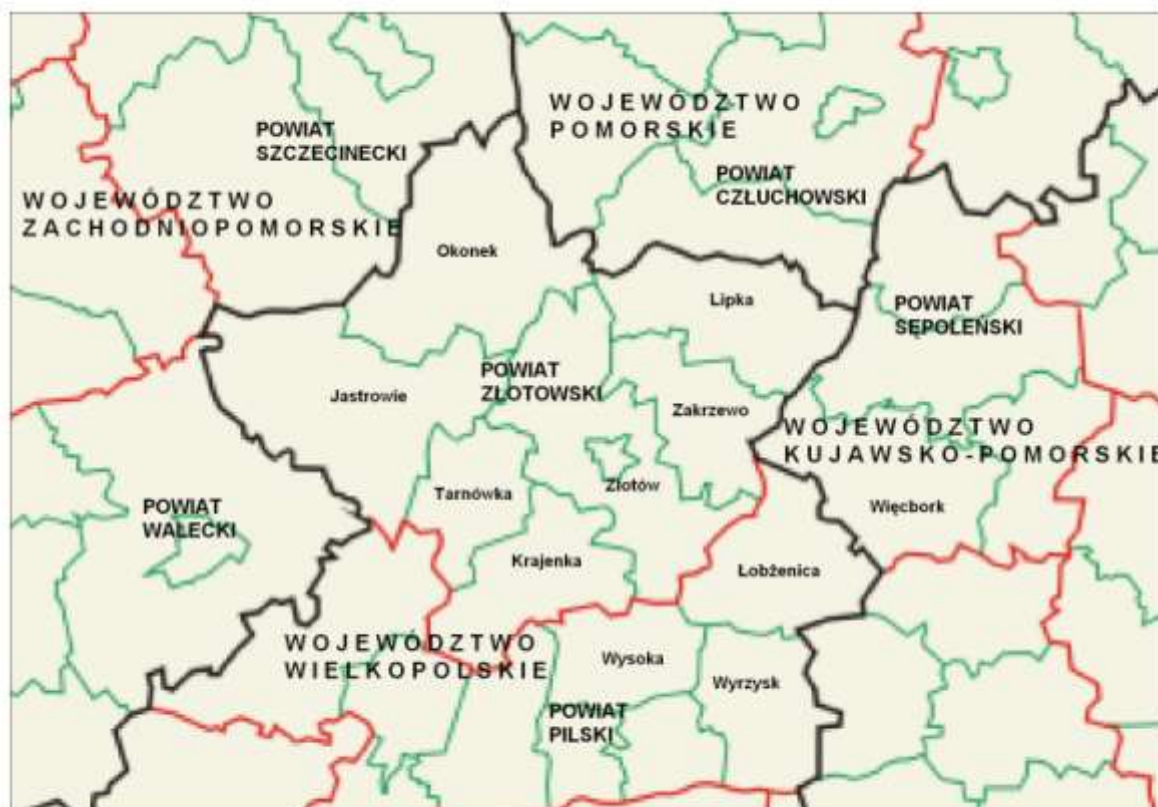 WOJEWÓDZTWO
POMORSKIE
POWIAT
SZCZECINECKI
POWIAT
CZŁUCHOWSKI
WOJEWÓDZTWO
ZACHODNIOPOMORSKIE
Okonek
Lipka
POWIAT
SĘPOLEŃSKI
POWIAT
ZŁOTOWSKI
Jastrowie
Zakrzewo
WOJEWÓDZTWO
KUJAWSKO-POMORSKIE
Tarnówka
Złotów
Więcbork
POWIAT
WAŁECKI
Krajenka
Łobżenica
WOJEWÓDZTWO
WIELKOPOLSKIE
Wysoka
Wyrzysk
POWIAT
PILSKI